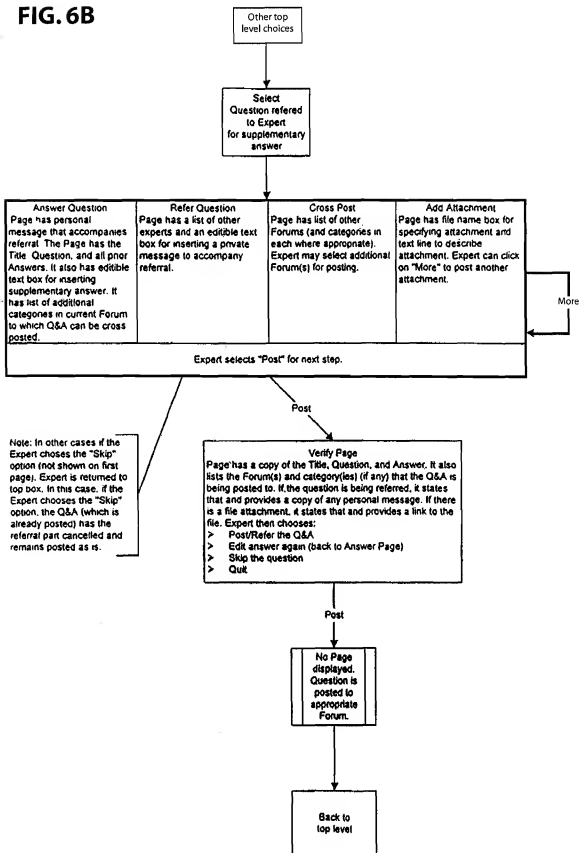 FIG. 6B
Other top
level choices
Select
Question refered
to Expert
for supplementary
answer
Answer Question
Page has personal
message that accompanies
referral. The Page has the
Title, Question, and all prior
Answers. It also has editible
text box for inserting
supplementary answer. It
has list of additional
categories in current Forum
to which Q&A can be cross
posted.
Refer Question
Page has a list of other
experts and an editible text
box for inserting a private
message to accompany
referral.
Cross Post
Page has list of other
Forums (and categories in
each where appropriate).
Expert may select additional
Forum(s) for posting.
Add Attachment
Page has file name box for
specifying attachment and
text line to describe
attachment. Expert can click
on "More" to post another
attachment.
More
Expert selects "Post" for next step.
Post
Note: In other cases if the
Expert choses the "Skip"
option (not shown on first
page). Expert is returned to
top box. In this case, if the
Expert chooses the "Skip"
option, the Q&A (which is
already posted) has the
referral part cancelled and
remains posted as is.
Verify Page
Page has a copy of the Title, Question, and Answer. It also
lists the Forum(s) and category(ies) (if any) that the Q&A is
being posted to. If the question is being referred, it states
that and provides a copy of any personal message. If there
is a file attachment, it states that and provides a link to the
file. Expert then chooses:
> Post/Refer the Q&A
> Edit answer again (back to Answer Page)
> Skip the question
> Quit
Post
No Page
displayed.
Question is
posted to
appropriate
Forum.
Back to
top level